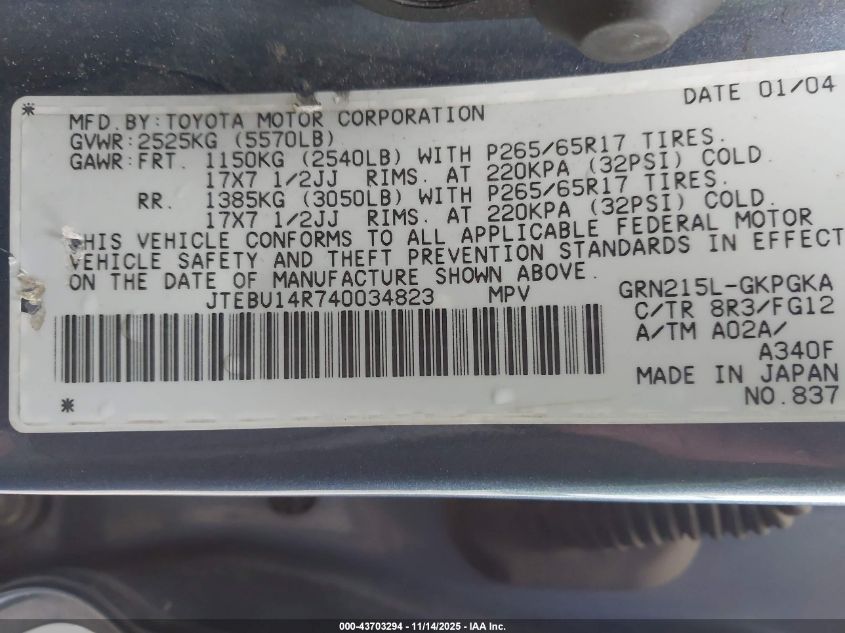 DATE 01/04
MFD.BY:TOYOTA MOTOR CORPORATION
GVWR:2525KG (5570LB)
GAWR:FRT. 1150KG (2540LB) WITH P265/65R17 TIRES.
17X7 1/2JJ RIMS. AT 220KPA (32PSI) COLD.
RR. 1385KG (3050LB) WITH P265/65R17 TIRES.
17X7 1/2JJ RIMS. AT 220KPA (32PSI) COLD.
THIS VEHICLE CONFORMS TO ALL APPLICABLE FEDERAL MOTOR
VEHICLE SAFETY AND THEFT PREVENTION STANDARDS IN EFFECT
ON THE DATE OF MANUFACTURE SHOWN ABOVE.
JTEBU14R740034823 MPV GRN215L-GKPGKA
C/TR 8R3/FG12
A/TM A02A/
A340F
MADE IN JAPAN
NO.837
000-43703294 - 11/14/2025 - IAA Inc.